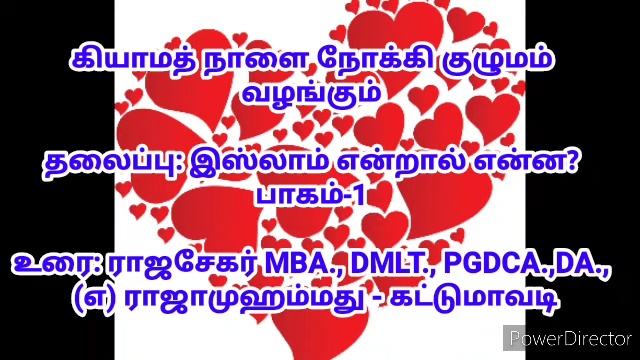 கியாமத் நாளை நோக்கி குழுமம்
வழங்கும்
தலைப்பு: இஸ்லாம் என்றால் என்ன?
பாகம்-1
உரை: ராஜசேகர் MBA., DMLT., PGDCA.,DA.,
(எ) ராஜாமுஹம்மது - கட்டுமாவடி
PowerDirector